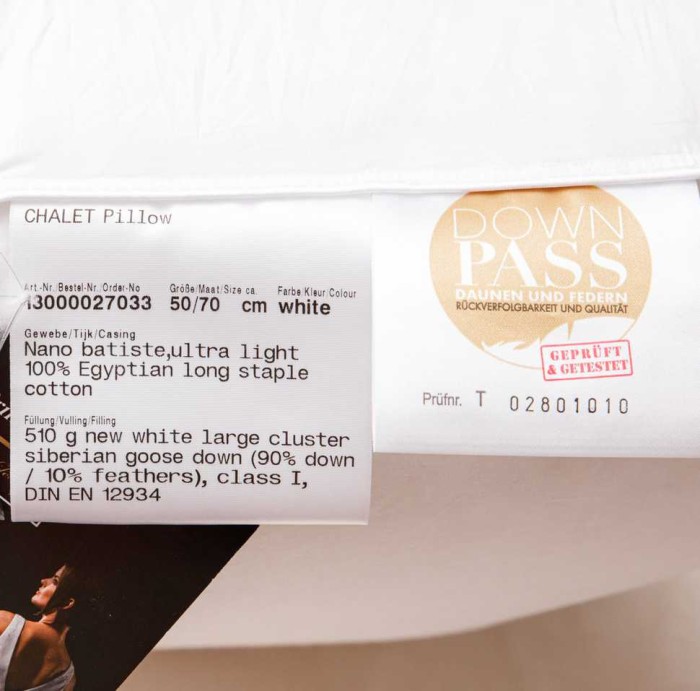 CHALET Pillow
Art.-Nr./Bestel-Nr./Order-No
13000027033
Größe/Maat/Size ca.
50/70 cm
Farbe/Kleur/Colour
white
Gewebe/Tijk/Casing
Nano batiste,ultra light
100% Egyptian long staple
cotton
Füllung/Vulling/Filling
510 g new white large cluster
siberian goose down (90% down
/ 10% feathers), class I,
DIN EN 12934
DOWN
PASS
DAUNEN UND FEDERN
RÜCKVERFOLGBARKEIT UND QUALITÄT
GEPRÜFT
& GETESTET
Prüfnr. T 02801010